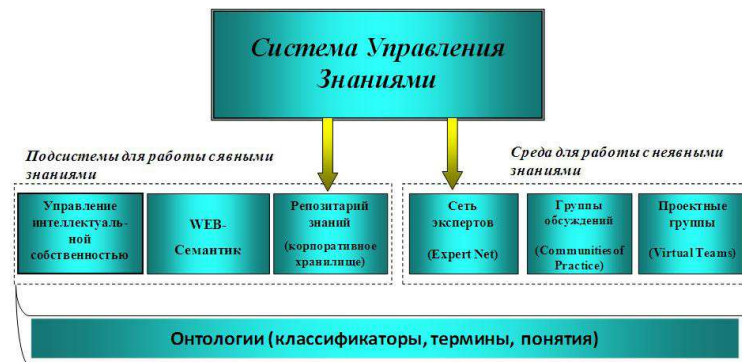 Система Управления
Знаниями
Подсистемы для работы с явными
знаниями
Среда для работы с неявными
знаниями
Управление
интеллектуаль-
ной
собственностью
WEB-
Семантик
Репозитарий
знаний
(корпоративное
хранилище)
Сеть
экспертов
(Expert Net)
Группы
обсуждений
(Communities of
Practice)
Проектные
группы
(Virtual Teams)
Онтологии (классификаторы, термины, понятия)